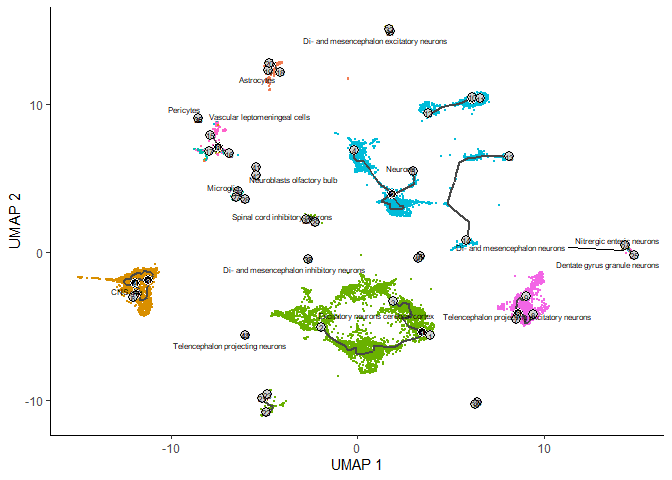 Di- and mesencephalon excitatory neurons
Astrocytes
10
Pericytes
Vascular leptomeningeal cells
Neurons
Neuroblasts olfactory bulb
Microglia
Spinal cord inhibitory neurons
UMAP 2
Nitrergic enteric neurons
Di- and mesencephalon neurons
0
Dentate gyrus granule neurons
Di- and mesencephalon inhibitory neurons
Excitatory neurons cerebral cortex
Telencephalon projecting excitatory neurons
Telencephalon projecting neurons
-10
-10
0
10
UMAP 1